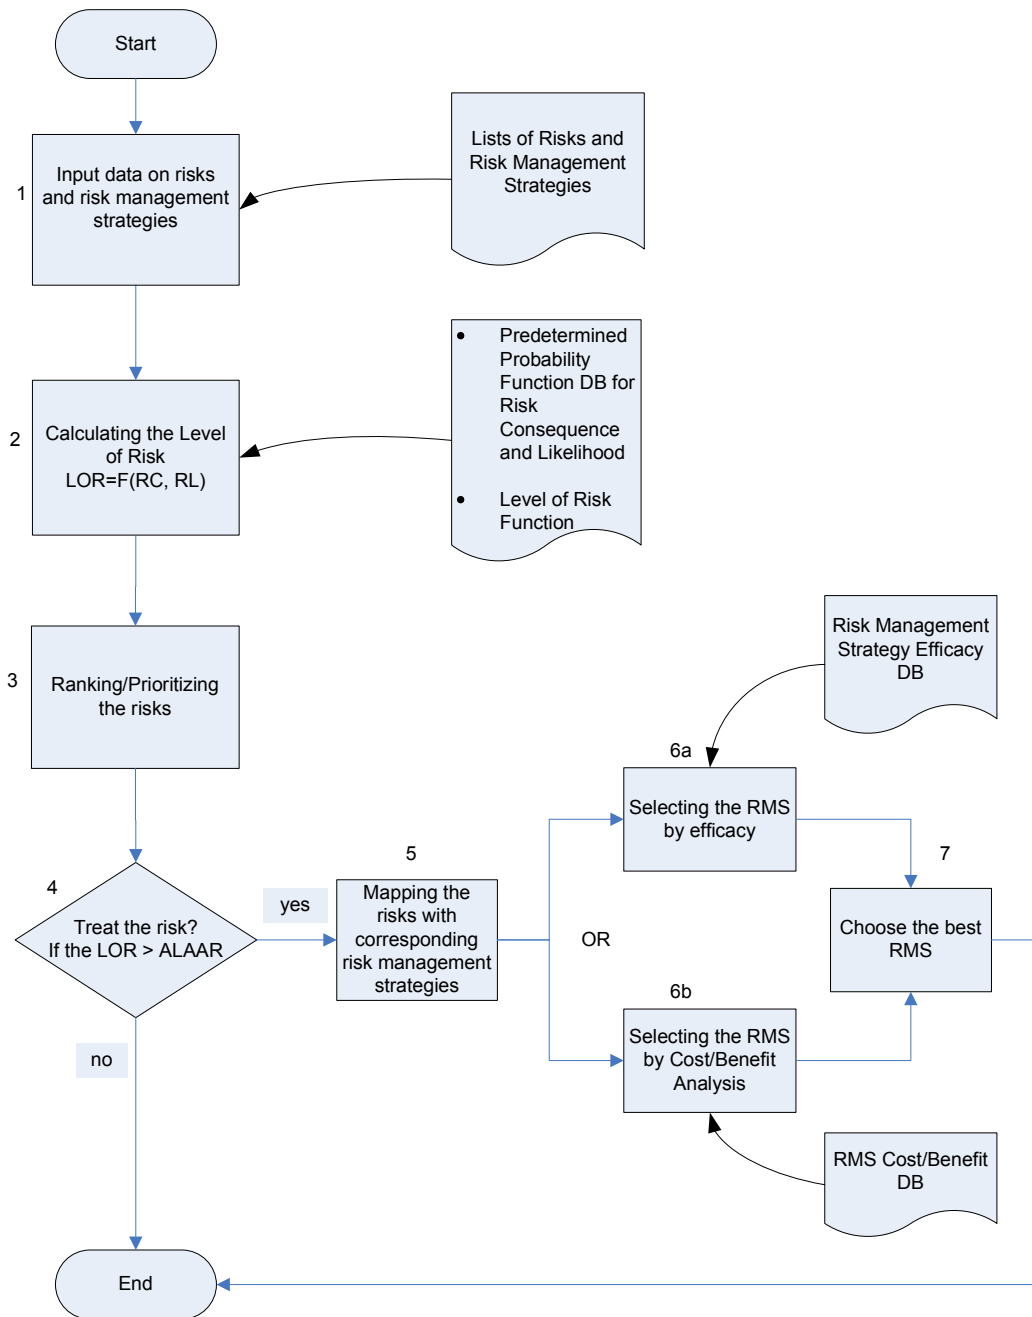 Start
1
Input data on risks
and risk management
strategies
Lists of Risks and
Risk Management
Strategies
2
Calculating the Level
of Risk
LOR=F(RC, RL)
• Predetermined
Probability
Function DB for
Risk
Consequence
and Likelihood
• Level of Risk
Function
3
Ranking/Prioritizing
the risks
Risk Management
Strategy Efficacy
DB
4
Treat the risk?
If the LOR > ALAAR
yes
no
5
Mapping the
risks with
corresponding
risk management
strategies
OR
6a
Selecting the RMS
by efficacy
6b
Selecting the RMS
by Cost/Benefit
Analysis
7
Choose the best
RMS
RMS Cost/Benefit
DB
End